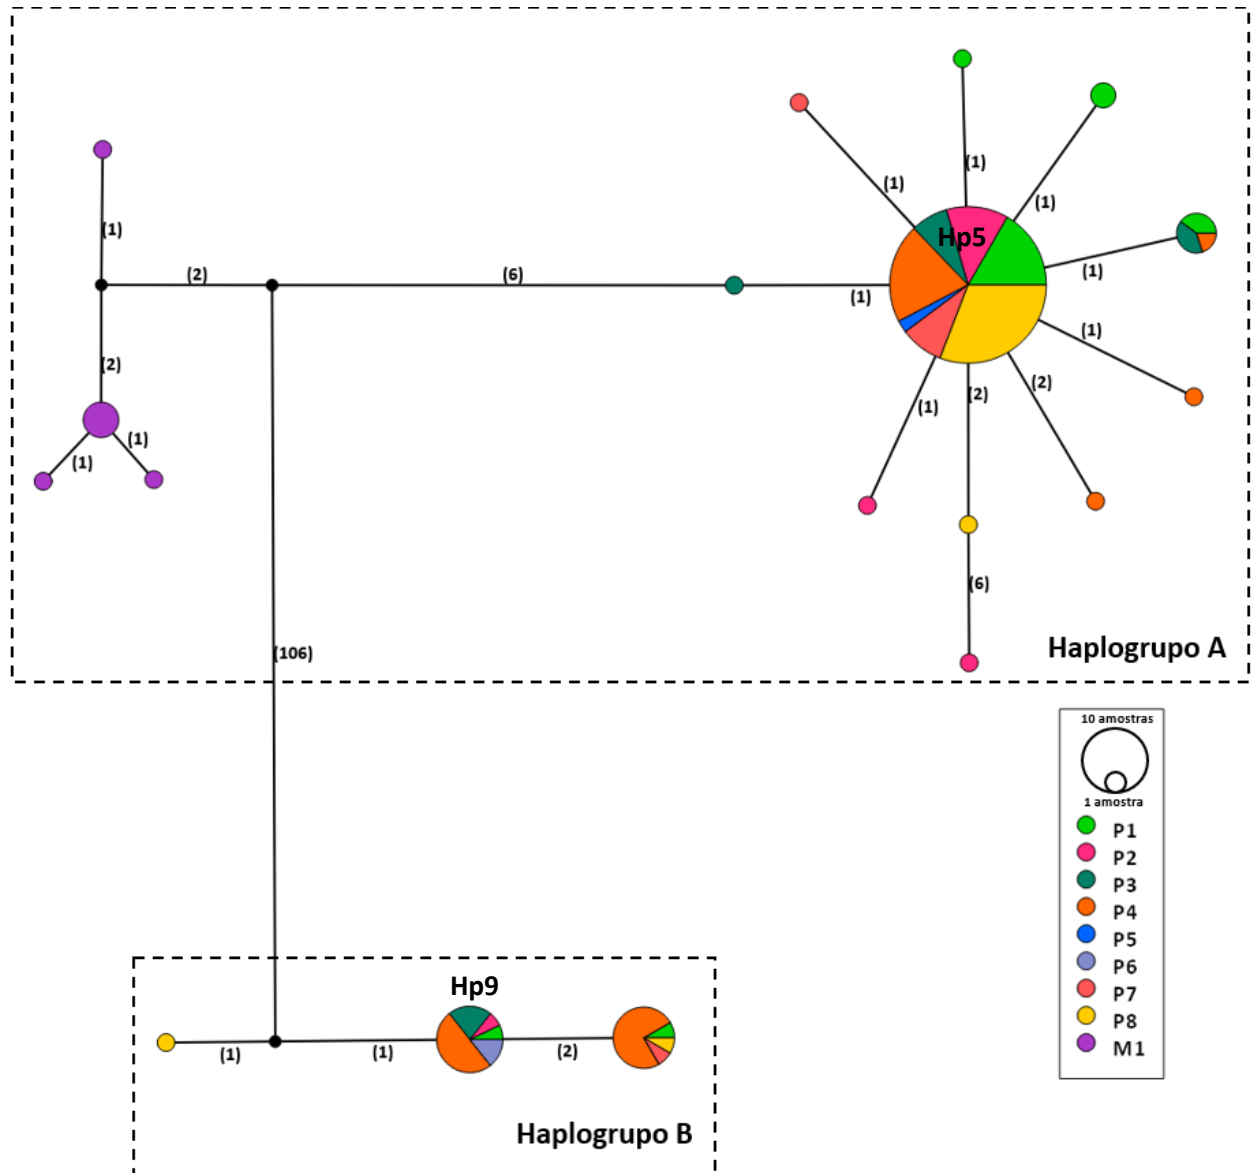 (1)
(1)
(1)
(1)
(2)
(6)
Hp5
(1)
(1)
(1)
(2)
(1)
(1)
(1)
(2)
(2)
(1)
(6)
(106)
Haplogrupo A
10 amostras
1 amostra
P1
P2
P3
P4
P5
P6
P7
P8
M1
Hp9
(1)
(1)
(2)
Haplogrupo B